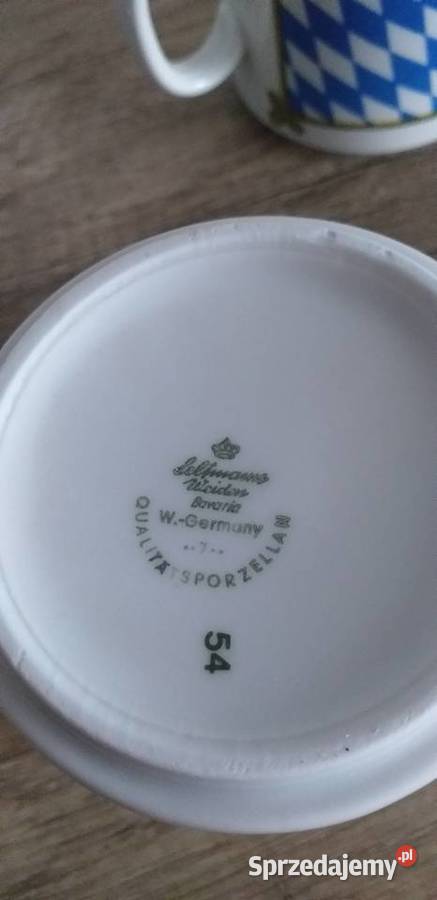 Seltmann
Weiden
Bavaria
W.-Germany
..7..
QUALITÄTSPORZELLAN
54
Sprzedajemy.pl